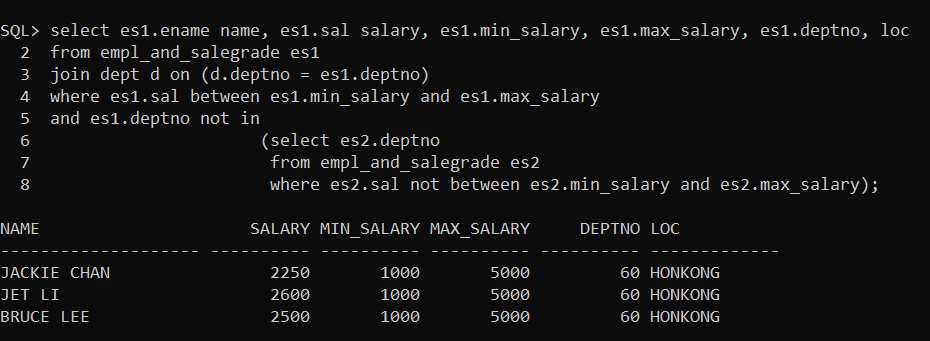 SQL> select es1.ename name, es1.sal salary, es1.min_salary, es1.max_salary, es1.deptno, loc
  2  from empl_and_salegrade es1
  3  join dept d on (d.deptno = es1.deptno)
  4  where es1.sal between es1.min_salary and es1.max_salary
  5  and es1.deptno not in
  6                       (select es2.deptno
  7                        from empl_and_salegrade es2
  8                        where es2.sal not between es2.min_salary and es2.max_salary);
NAME                     SALARY MIN_SALARY MAX_SALARY     DEPTNO LOC
-------------------- ---------- ---------- ---------- ---------- -------------
JACKIE CHAN                2250       1000       5000         60 HONKONG
JET LI                     2600       1000       5000         60 HONKONG
BRUCE LEE                  2500       1000       5000         60 HONKONG